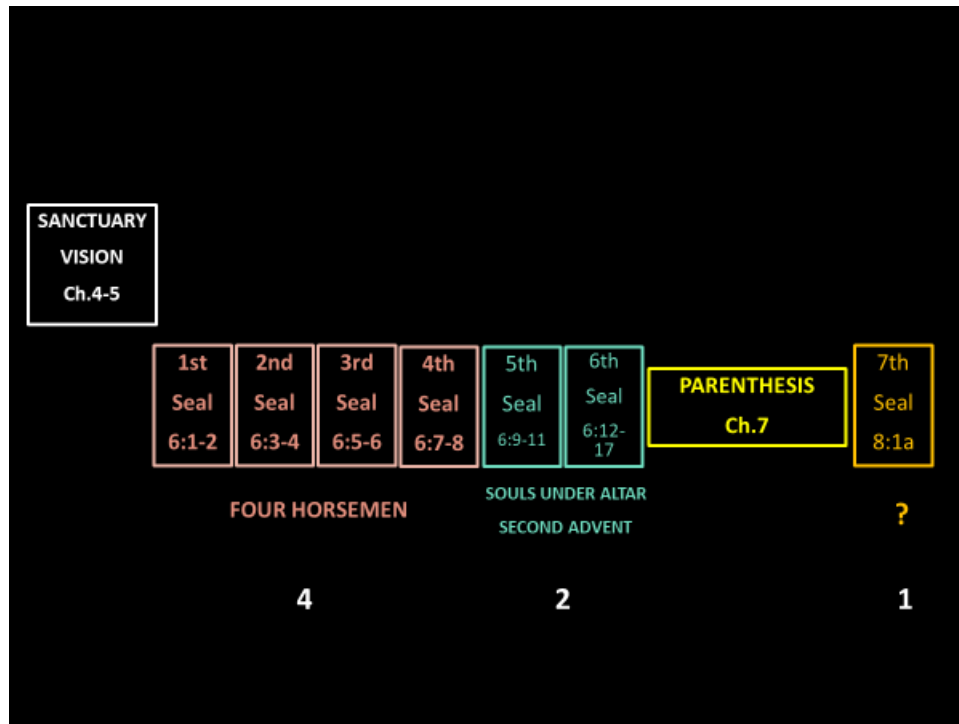 SANCTUARY
VISION
Ch.4-5
1st
Seal
6:1-2
2nd
Seal
6:3-4
3rd
Seal
6:5-6
4th
Seal
6:7-8
5th
Seal
6:9-11
6th
Seal
6:12-
17
PARENTHESIS
Ch.7
7th
Seal
8:1a
FOUR HORSEMEN
SOULS UNDER ALTAR
SECOND ADVENT
?
4
2
1